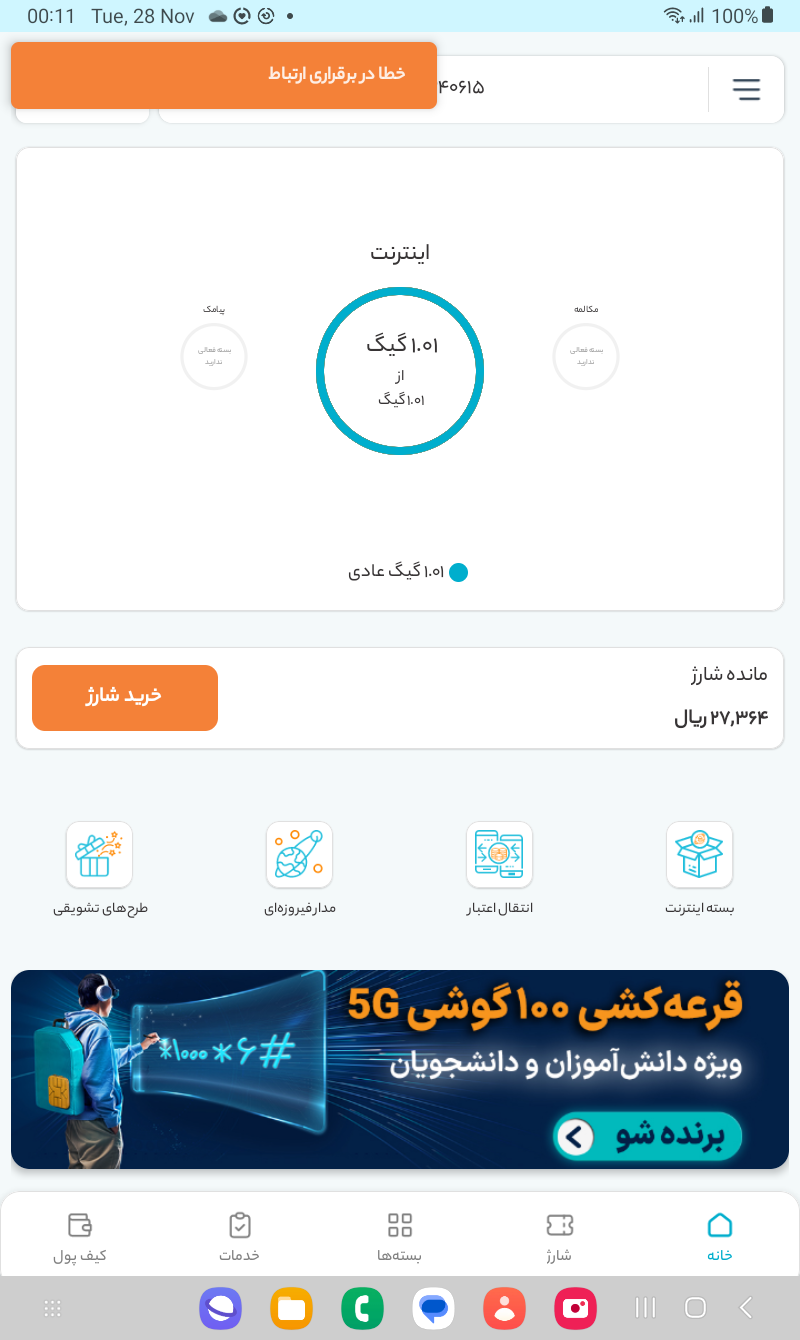 00:11 Tue, 28 Nov 100%
خطا در برقراری ارتباط
۴۰۶۱۵
اینترنت
مکالمه
بسته فعالی
ندارید
۱.۰۱ گیگ
از
۱.۰۱ گیگ
پیامک
بسته فعالی
ندارید
۱.۰۱ گیگ عادی
مانده شارژ
۲۷,۳۶۴ ریال
خرید شارژ
بسته اینترنت
انتقال اعتبار
مدار فیروزه‌ای
طرح‌های تشویقی
قرعه‌کشی ۱۰۰ گوشی 5G
ویژه دانش‌آموزان و دانشجویان
*۱۰۰۰*۶#
برنده شو
خانه
شارژ
بسته‌ها
خدمات
کیف پول